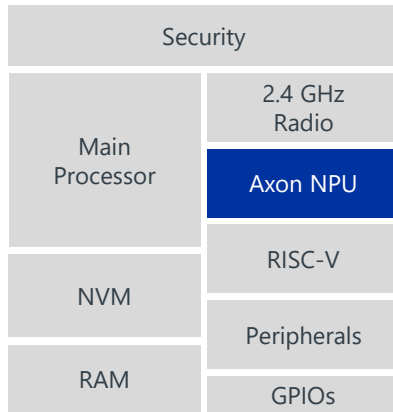 Security
Main
Processor
NVM
RAM
2.4 GHz
Radio
Axon NPU
RISC-V
Peripherals
GPIOs